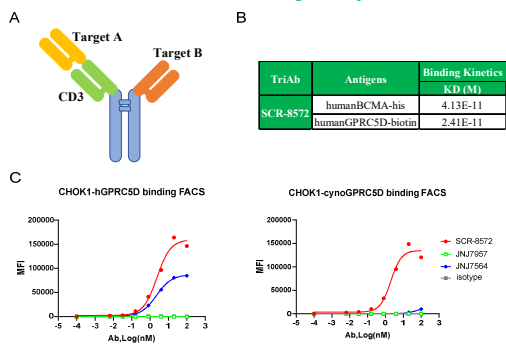 A
Target A
Target B
CD3
B
TriAb
Antigens
Binding Kinetics
KD (M)
SCR-8572
humanBCMA-his
4.13E-11
humanGPRC5D-biotin
2.41E-11
C
CHOK1-hGPRC5D binding FACS
200000
150000
100000
50000
0
MFI
-5 -4 -3 -2 -1 0 1 2 3
Ab,Log(nM)
CHOK1-cynoGPRC5D binding FACS
200000
150000
100000
50000
0
MFI
-5 -4 -3 -2 -1 0 1 2 3
Ab,Log(nM)
SCR-8572
JNJ7957
JNJ7564
isotype